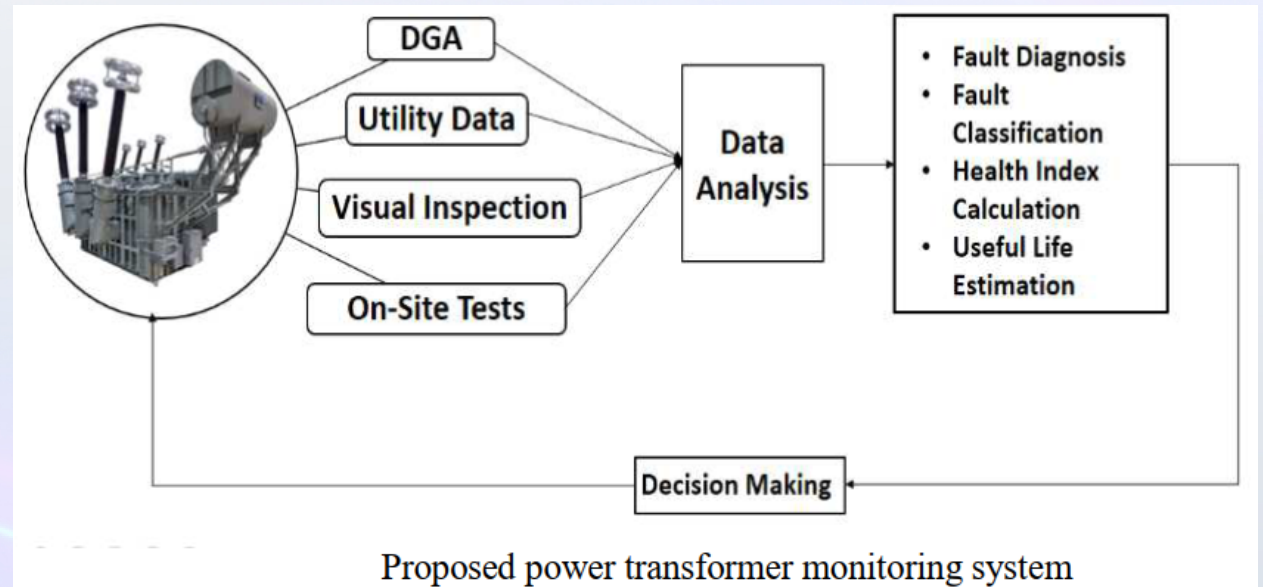 DGA
Utility Data
Visual Inspection
On-Site Tests
Data
Analysis
• Fault Diagnosis
• Fault
Classification
• Health Index
Calculation
• Useful Life
Estimation
Decision Making
Proposed power transformer monitoring system